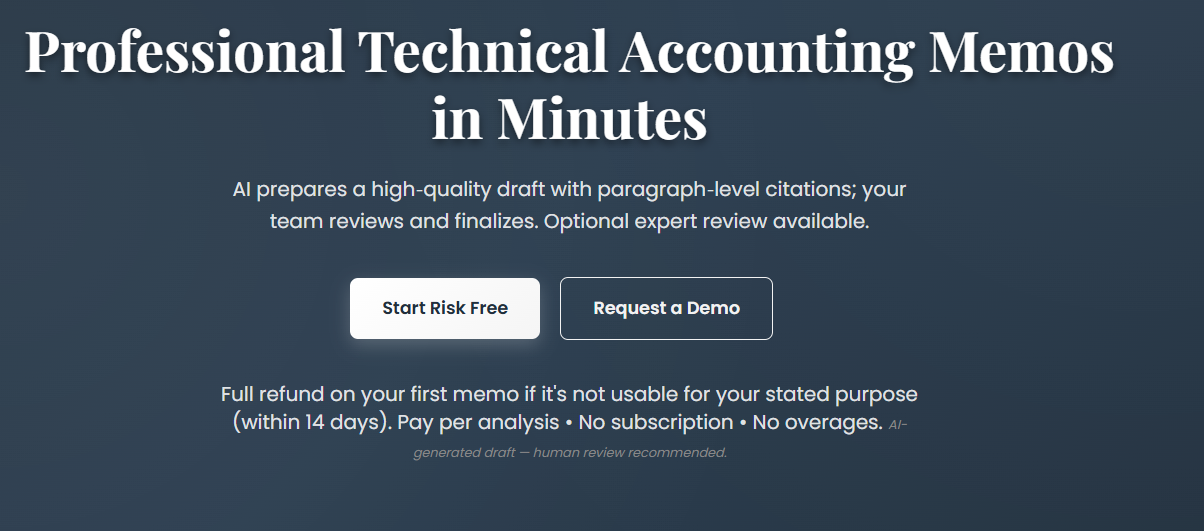 Professional Technical Accounting Memos
in Minutes
AI prepares a high-quality draft with paragraph-level citations; your
team reviews and finalizes. Optional expert review available.
Start Risk Free
Request a Demo
Full refund on your first memo if it's not usable for your stated purpose
(within 14 days). Pay per analysis • No subscription • No overages. AI-
generated draft — human review recommended.